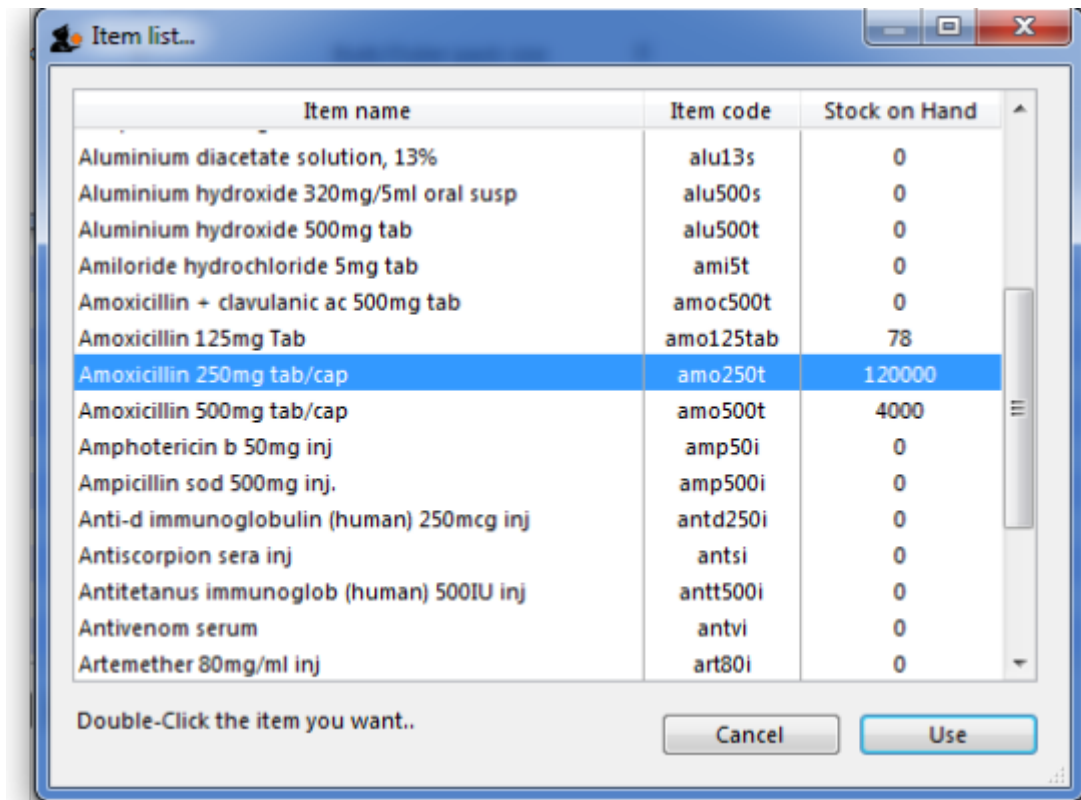 Item list...
Item name Item code Stock on Hand
Aluminium diacetate solution, 13% alu13s 0
Aluminium hydroxide 320mg/5ml oral susp alu500s 0
Aluminium hydroxide 500mg tab alu500t 0
Amiloride hydrochloride 5mg tab ami5t 0
Amoxicillin + clavulanic ac 500mg tab amoc500t 0
Amoxicillin 125mg Tab amo125tab 78
Amoxicillin 250mg tab/cap amo250t 120000
Amoxicillin 500mg tab/cap amo500t 4000
Amphotericin b 50mg inj amp50i 0
Ampicillin sod 500mg inj. amp500i 0
Anti-d immunoglobulin (human) 250mcg inj antd250i 0
Antiscorpion sera inj antsi 0
Antitetanus immunoglob (human) 500IU inj antt500i 0
Antivenom serum antvi 0
Artemether 80mg/ml inj art80i 0
Double-Click the item you want..
Cancel Use